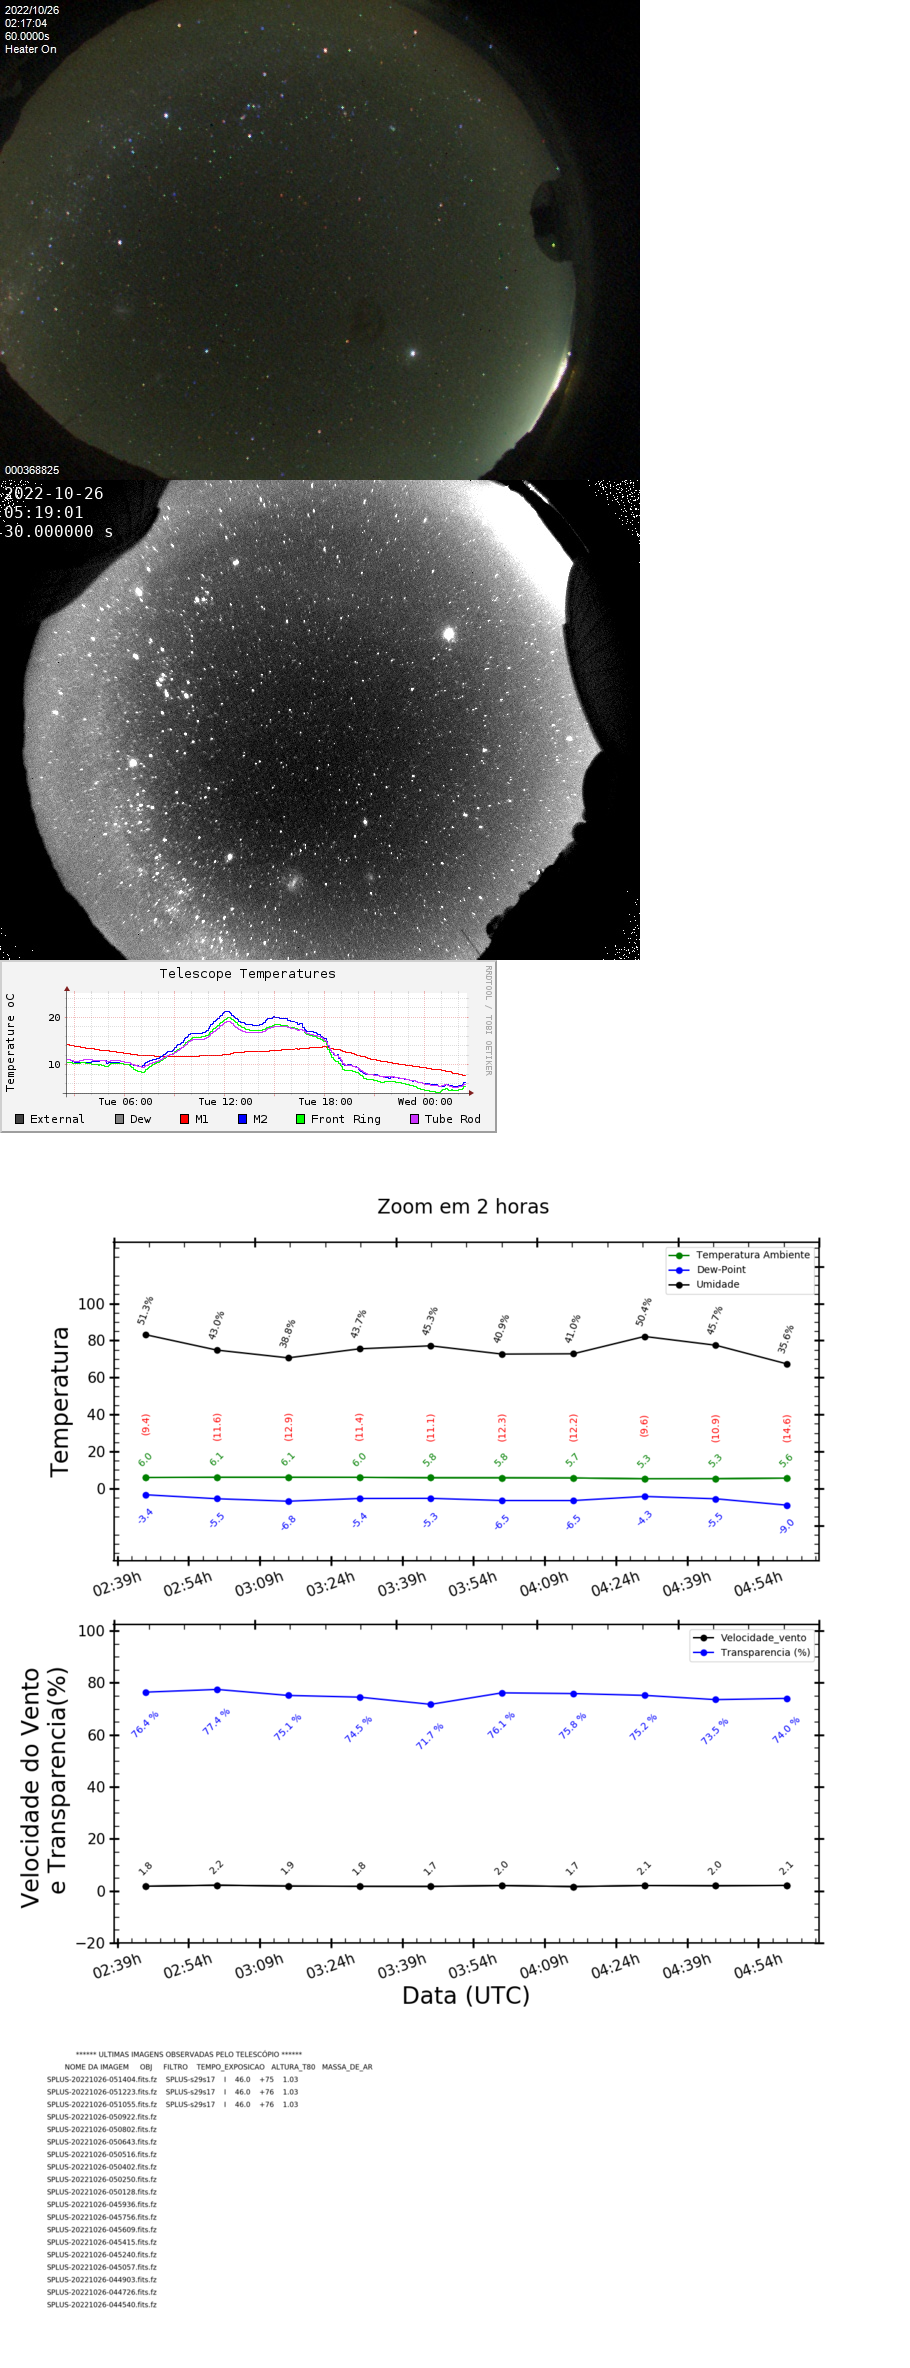 2022/10/26
02:17:04
60.0000s
Heater On
000368825
2022-10-26
05:19:01
30.000000 s
Telescope Temperatures
RRDTOOL / TOBI OETIKER
Temperature oC
20
10
Tue 06:00 Tue 12:00 Tue 18:00 Wed 00:00
External Dew M1 M2 Front Ring Tube Rod
Zoom em 2 horas
Temperatura Ambiente
Dew-Point
Umidade
Temperatura
100
80
60
40
20
0
51.3% 43.0% 38.8% 43.7% 45.3% 40.9% 41.0% 50.4% 45.7% 35.6%
(9.4) (11.6) (12.9) (11.4) (11.1) (12.3) (12.2) (9.6) (10.9) (14.6)
6.0 6.1 6.1 6.0 5.8 5.8 5.7 5.3 5.3 5.6
-3.4 -5.5 -6.8 -5.4 -5.3 -6.5 -6.5 -4.3 -5.5 -9.0
02:39h 02:54h 03:09h 03:24h 03:39h 03:54h 04:09h 04:24h 04:39h 04:54h
Velocidade_vento
Transparencia (%)
Velocidade do Vento
e Transparencia(%)
100
80
60
40
20
0
−20
76.4 % 77.4 % 75.1 % 74.5 % 71.7 % 76.1 % 75.8 % 75.2 % 73.5 % 74.0 %
1.8 2.2 1.9 1.8 1.7 2.0 1.7 2.1 2.0 2.1
02:39h 02:54h 03:09h 03:24h 03:39h 03:54h 04:09h 04:24h 04:39h 04:54h
Data (UTC)
****** ULTIMAS IMAGENS OBSERVADAS PELO TELESCÓPIO ******
NOME DA IMAGEM OBJ FILTRO TEMPO_EXPOSICAO ALTURA_T80 MASSA_DE_AR
SPLUS-20221026-051404.fits.fz SPLUS-s29s17 I 46.0 +75 1.03
SPLUS-20221026-051223.fits.fz SPLUS-s29s17 I 46.0 +76 1.03
SPLUS-20221026-051055.fits.fz SPLUS-s29s17 I 46.0 +76 1.03
SPLUS-20221026-050922.fits.fz
SPLUS-20221026-050802.fits.fz
SPLUS-20221026-050643.fits.fz
SPLUS-20221026-050516.fits.fz
SPLUS-20221026-050402.fits.fz
SPLUS-20221026-050250.fits.fz
SPLUS-20221026-050128.fits.fz
SPLUS-20221026-045936.fits.fz
SPLUS-20221026-045756.fits.fz
SPLUS-20221026-045609.fits.fz
SPLUS-20221026-045415.fits.fz
SPLUS-20221026-045240.fits.fz
SPLUS-20221026-045057.fits.fz
SPLUS-20221026-044903.fits.fz
SPLUS-20221026-044726.fits.fz
SPLUS-20221026-044540.fits.fz